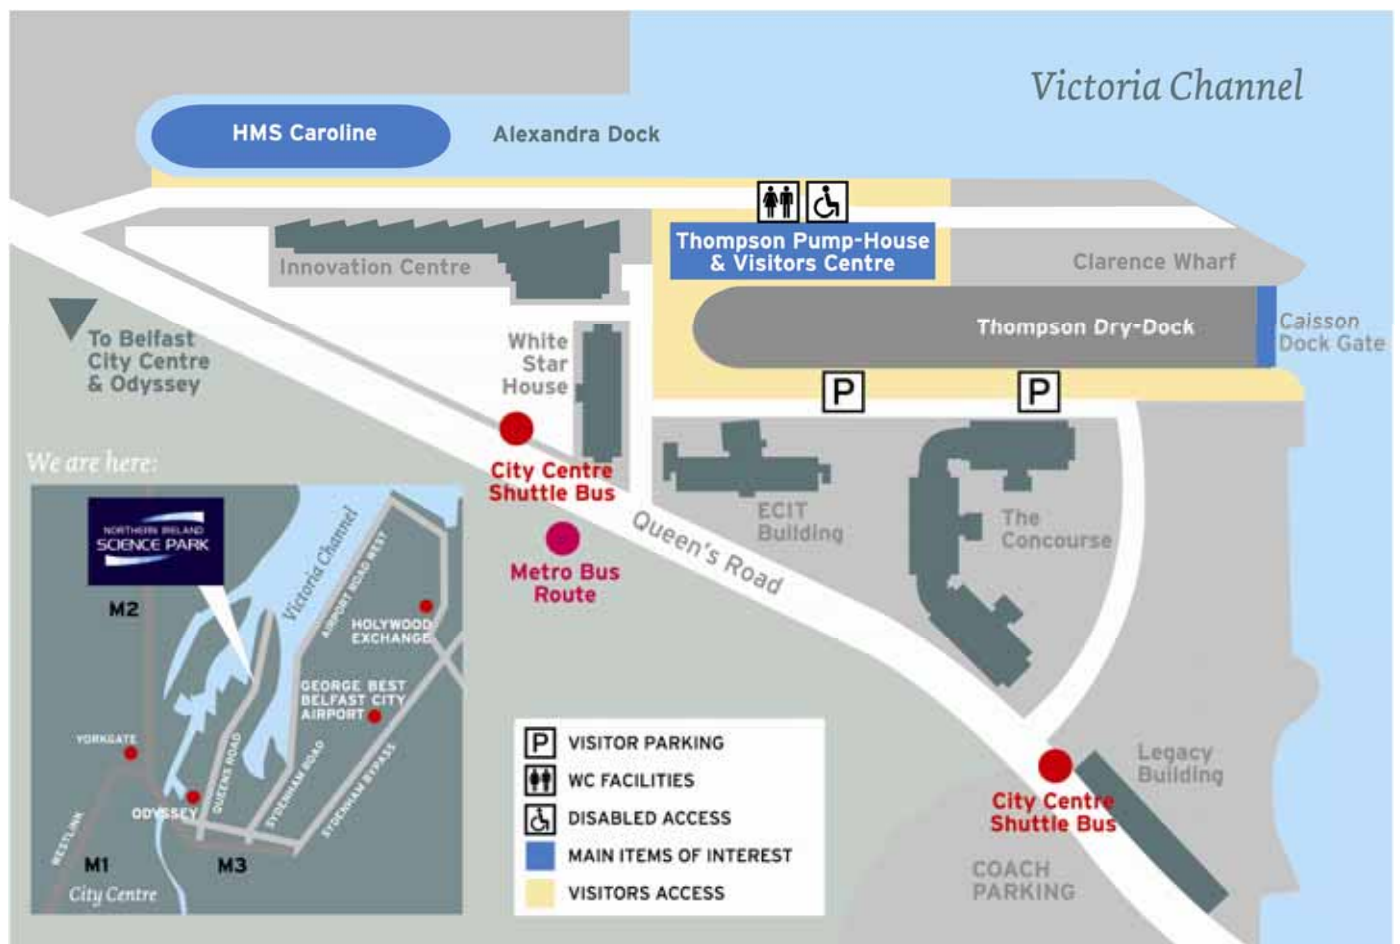 Victoria Channel
HMS Caroline
Alexandra Dock
Thompson Pump-House
& Visitors Centre
Innovation Centre
Clarence Wharf
Thompson Dry-Dock
Caisson
Dock Gate
To Belfast
City Centre
& Odyssey
White
Star
House
P
P
City Centre
Shuttle Bus
Metro Bus
Route
Queen's Road
ECIT
Building
The
Concourse
We are here:
NORTHERN IRELAND
SCIENCE PARK
Victoria Channel
AIRPORT ROAD WEST
M2
HOLYWOOD
EXCHANGE
GEORGE BEST
BELFAST CITY
AIRPORT
YORKGATE
QUEENS ROAD
SYDENHAM ROAD
SYDENHAM BYPASS
ODYSSEY
WESTLINK
M1
M3
City Centre
P VISITOR PARKING
WC FACILITIES
DISABLED ACCESS
MAIN ITEMS OF INTEREST
VISITORS ACCESS
Legacy
Building
City Centre
Shuttle Bus
COACH
PARKING